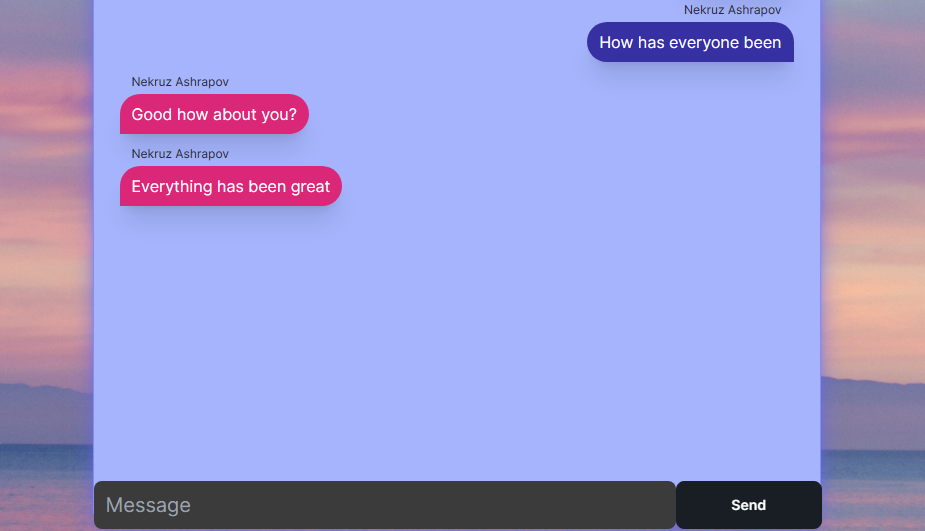 Nekruz Ashrapov
How has everyone been
Nekruz Ashrapov
Good how about you?
Nekruz Ashrapov
Everything has been great
Message
Send